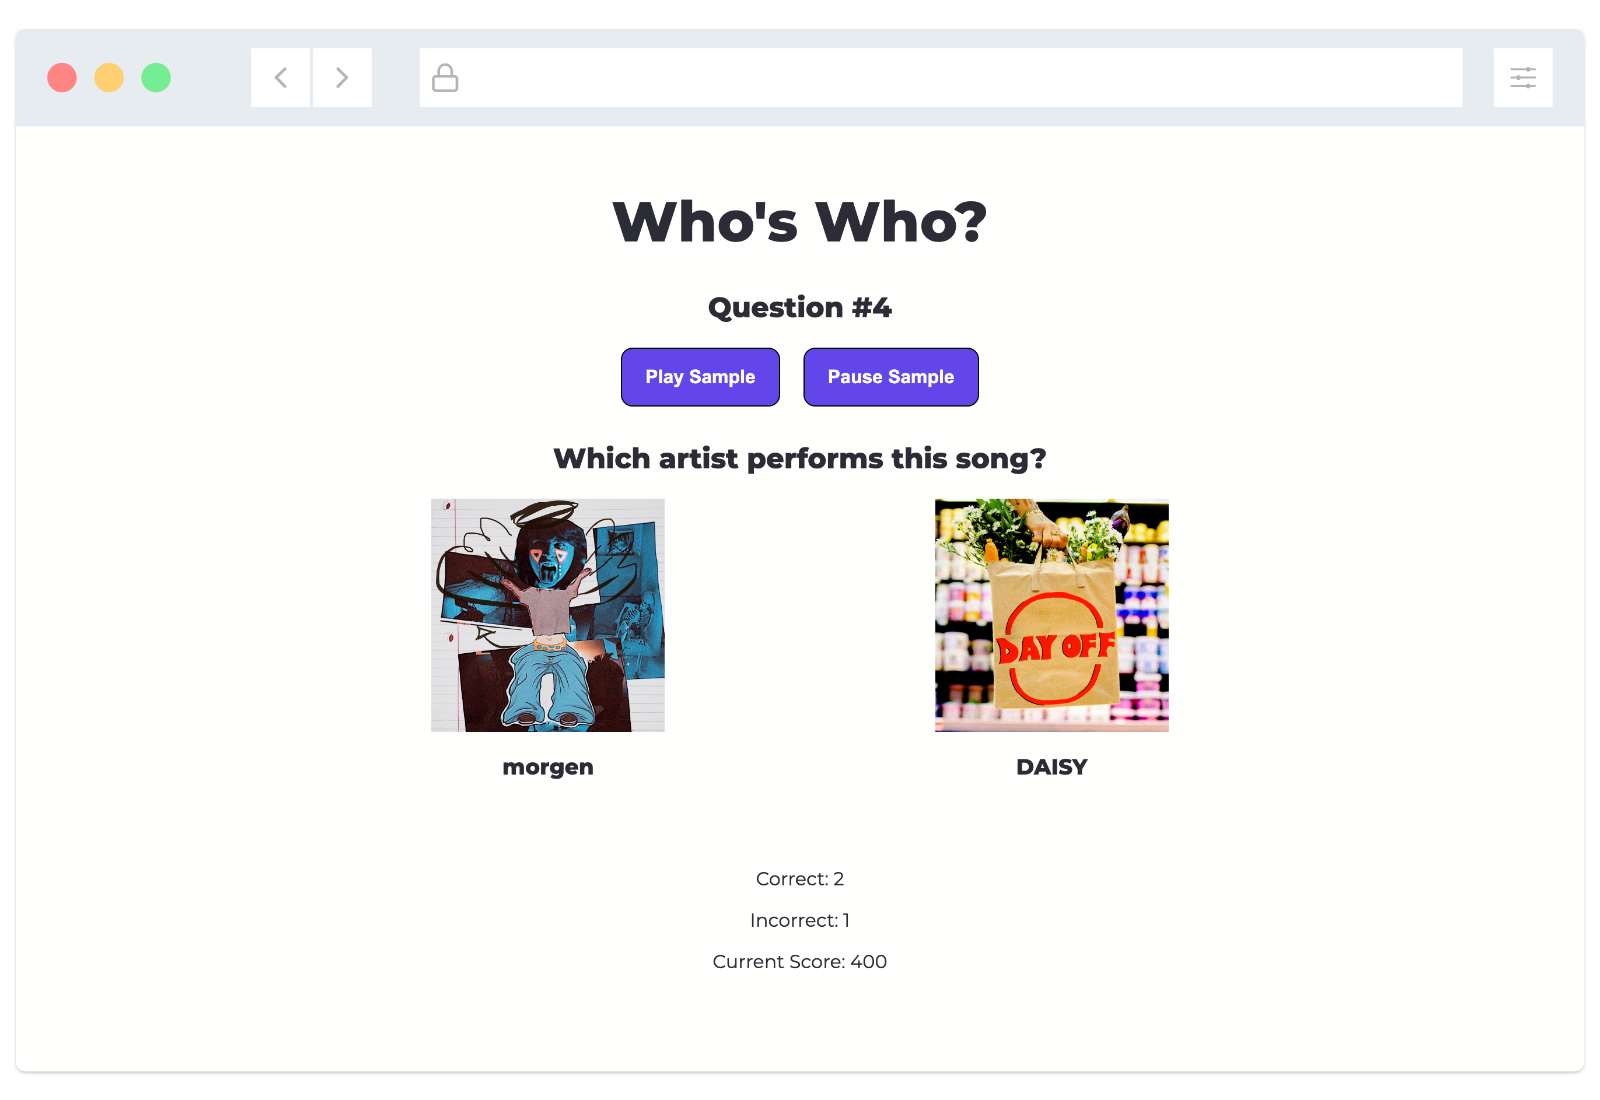 Who's Who?
Question #4
Play Sample
Pause Sample
Which artist performs this song?
DAY OFF
morgen
DAISY
Correct: 2
Incorrect: 1
Current Score: 400